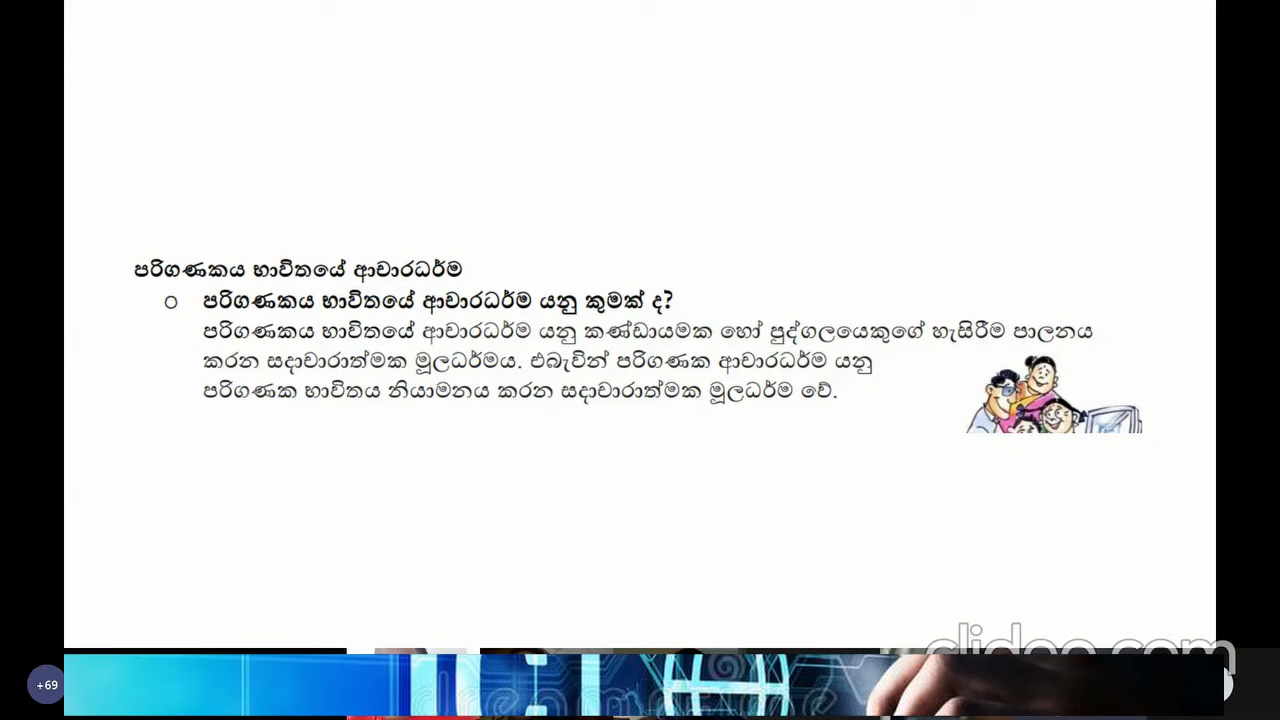 පරිගණකය භාවිතයේ ආචාරධර්ම
o පරිගණකය භාවිතයේ ආචාරධර්ම යනු කුමක් ද?
පරිගණකය භාවිතයේ ආචාරධර්ම යනු කණ්ඩායමක හෝ පුද්ගලයෙකුගේ හැසිරීම පාලනය
කරන සදාචාරාත්මක මූලධර්මය. එබැවින් පරිගණක ආචාරධර්ම යනු
පරිගණක භාවිතය නියාමනය කරන සදාචාරාත්මක මූලධර්ම වේ.
clideo.com
+69